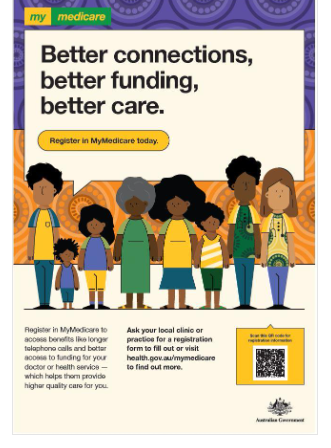 my medicare
Better connections,
better funding,
better care.
Register in MyMedicare today.
Register in MyMedicare to
access benefits like longer
telephone calls and better
access to funding for your
doctor or health service —
which helps them provide
higher quality care for you.
Ask your local clinic or
practice for a registration
form to fill out or visit
health.gov.au/mymedicare
to find out more.
Scan this QR code for
registration information
Australian Government